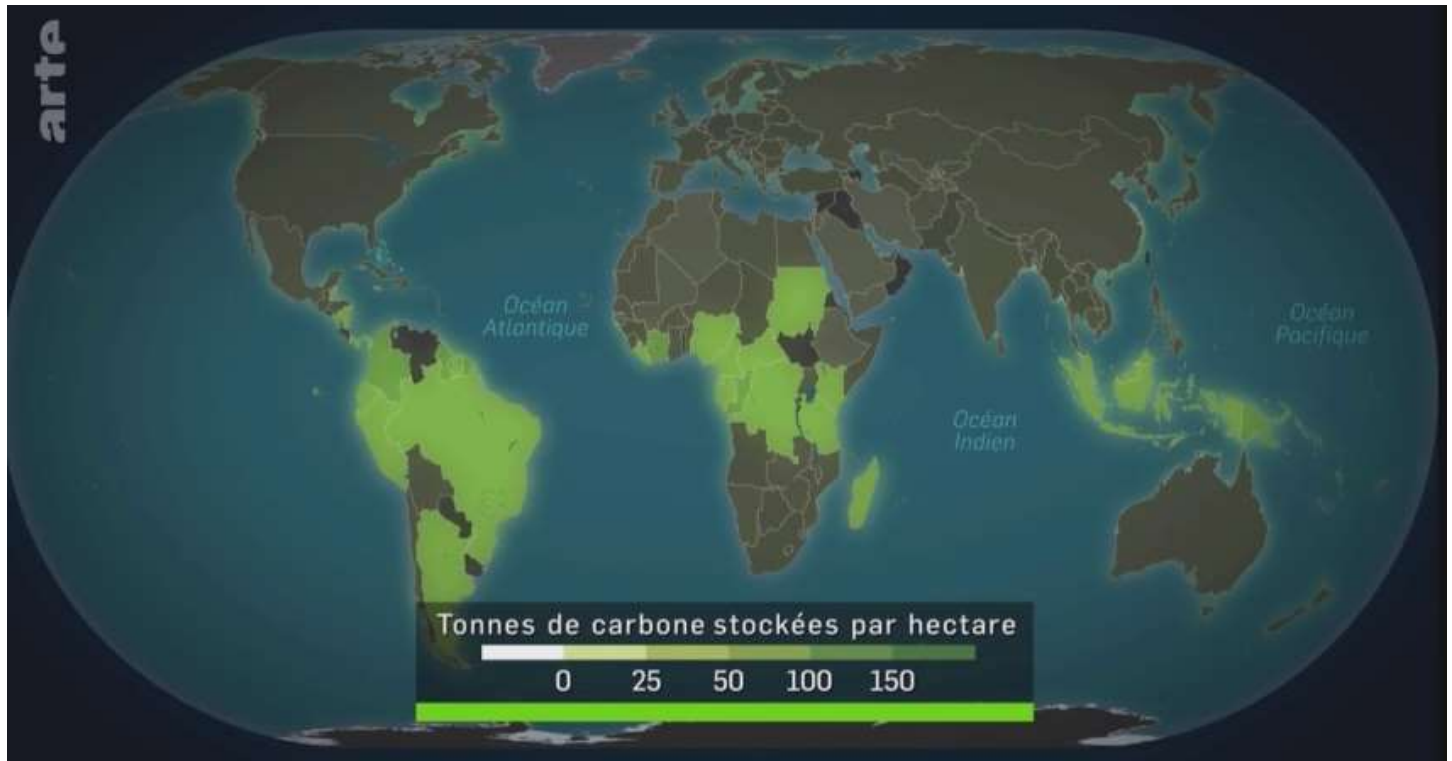 arte
Océan
Atlantique
Océan
Pacifique
Océan
Indien
Tonnes de carbone stockées par hectare
0 25 50 100 150